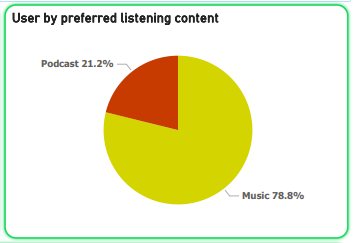 User by preferred listening content
Podcast 21.2%
Music 78.8%